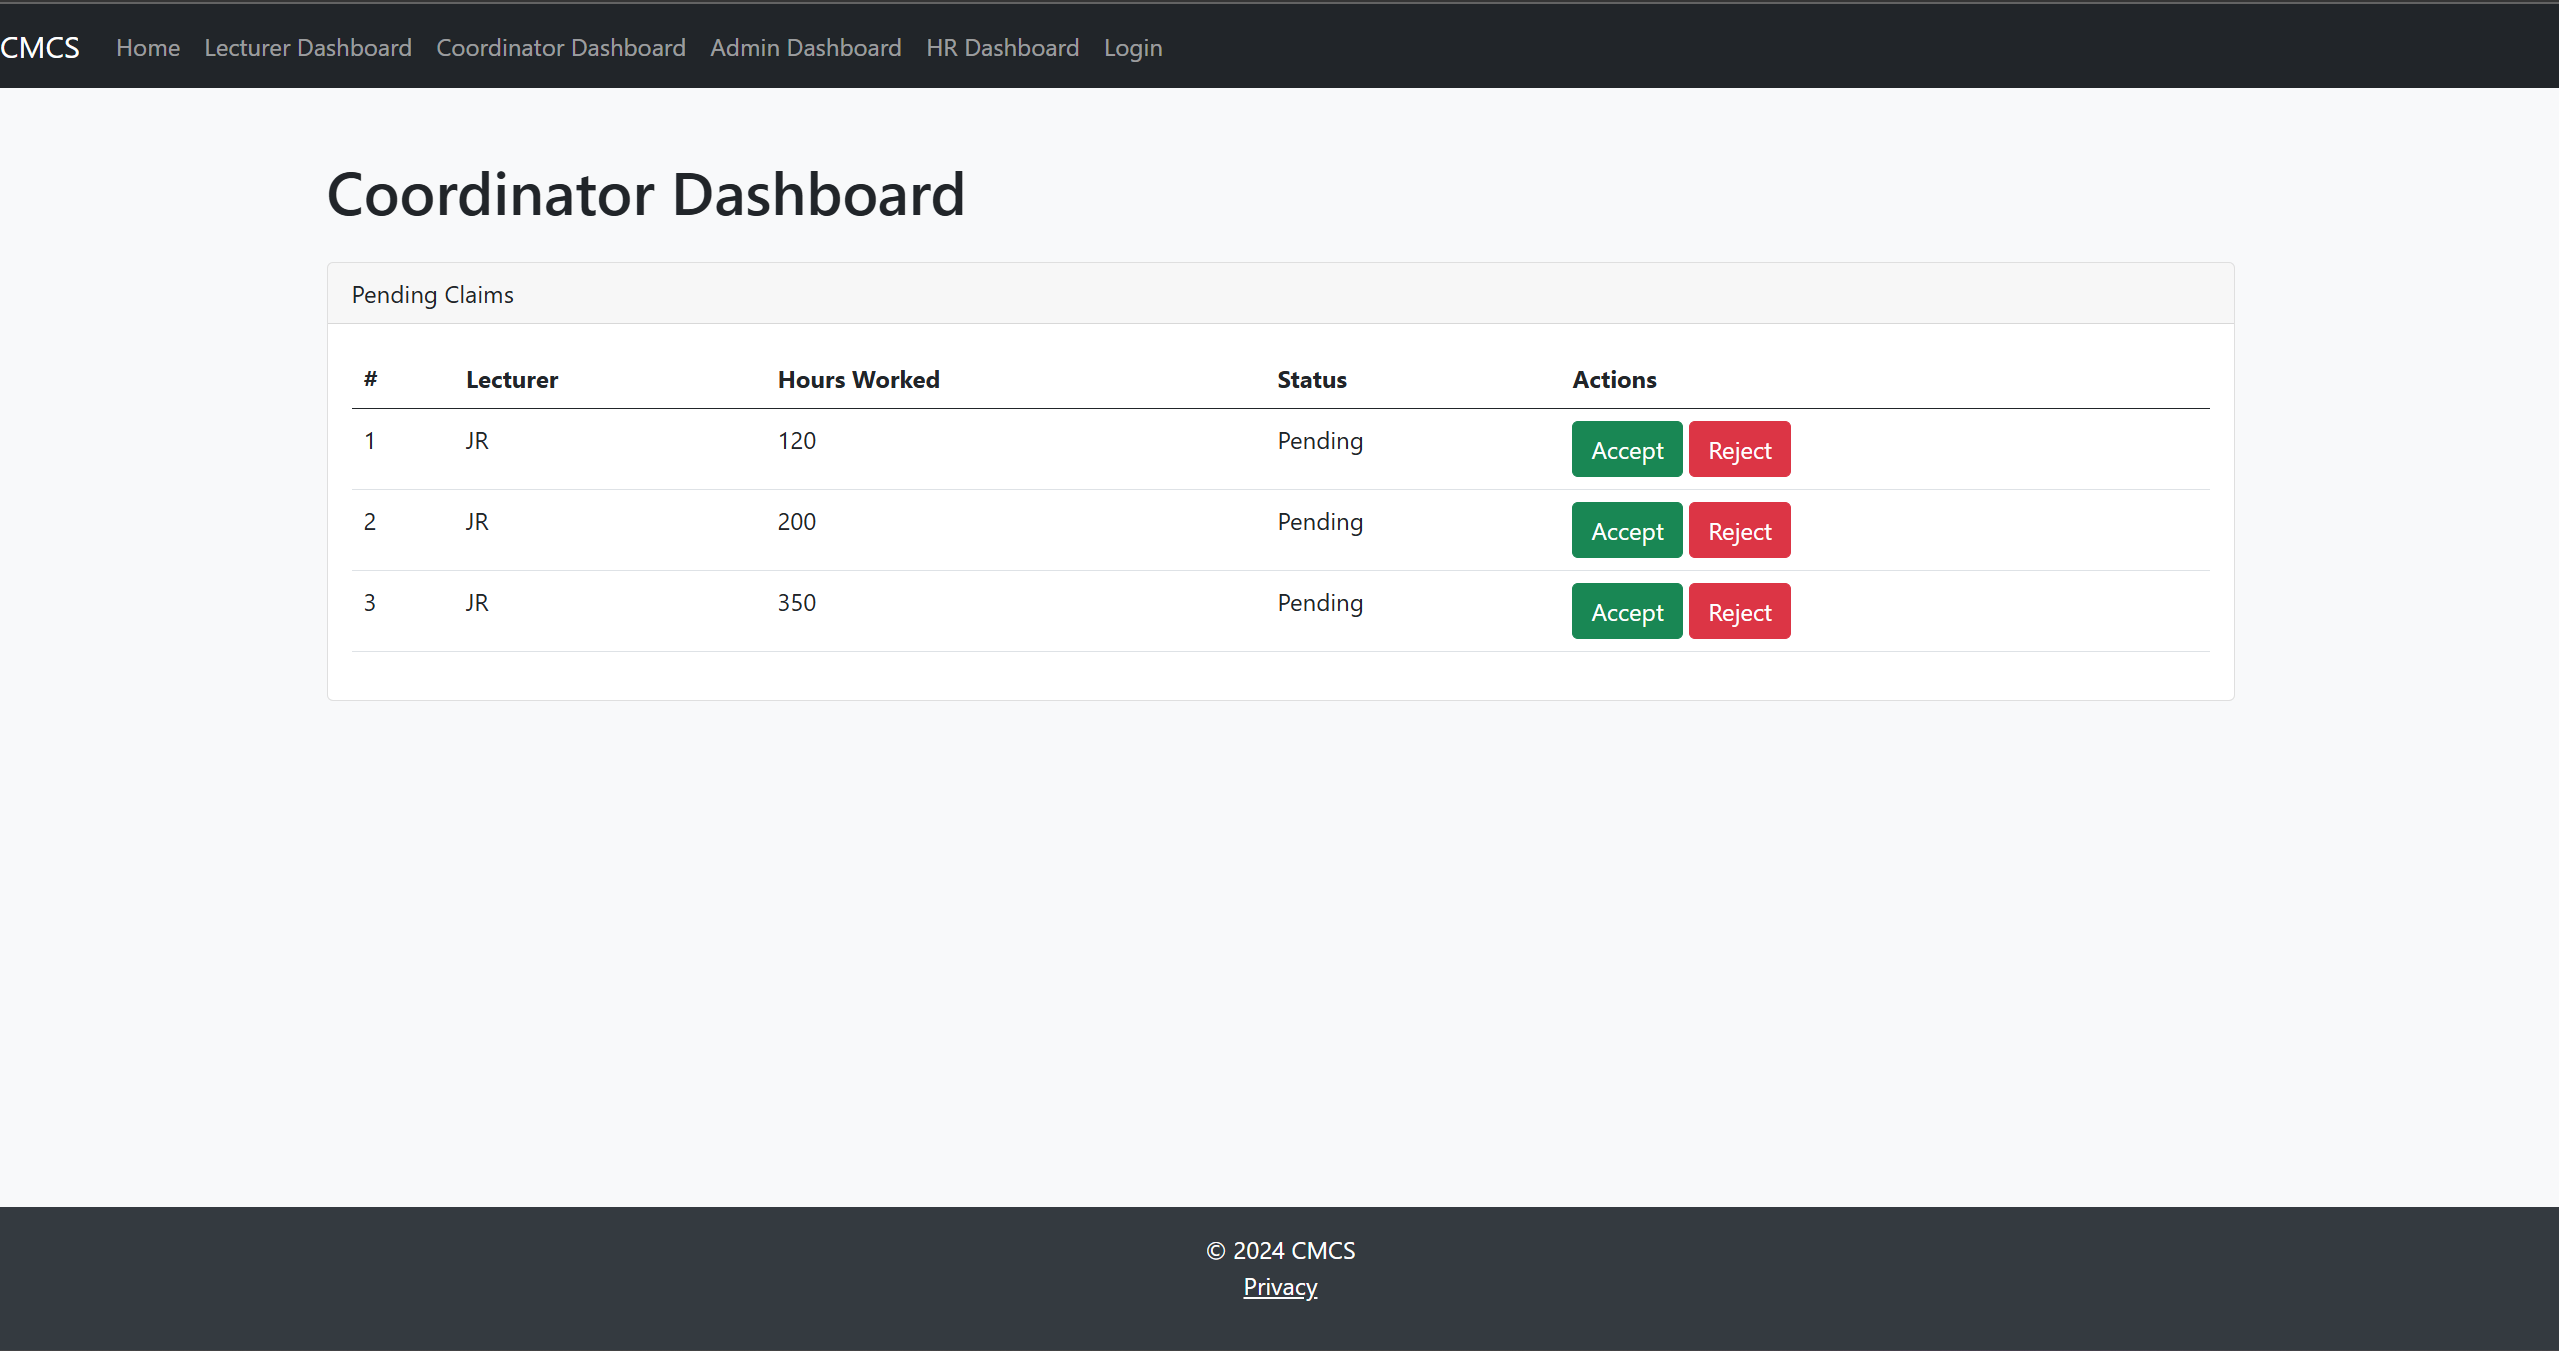 CMCS Home Lecturer Dashboard Coordinator Dashboard Admin Dashboard HR Dashboard Login
Coordinator Dashboard
Pending Claims
# Lecturer Hours Worked Status Actions
1 JR 120 Pending Accept Reject
2 JR 200 Pending Accept Reject
3 JR 350 Pending Accept Reject
© 2024 CMCS
Privacy